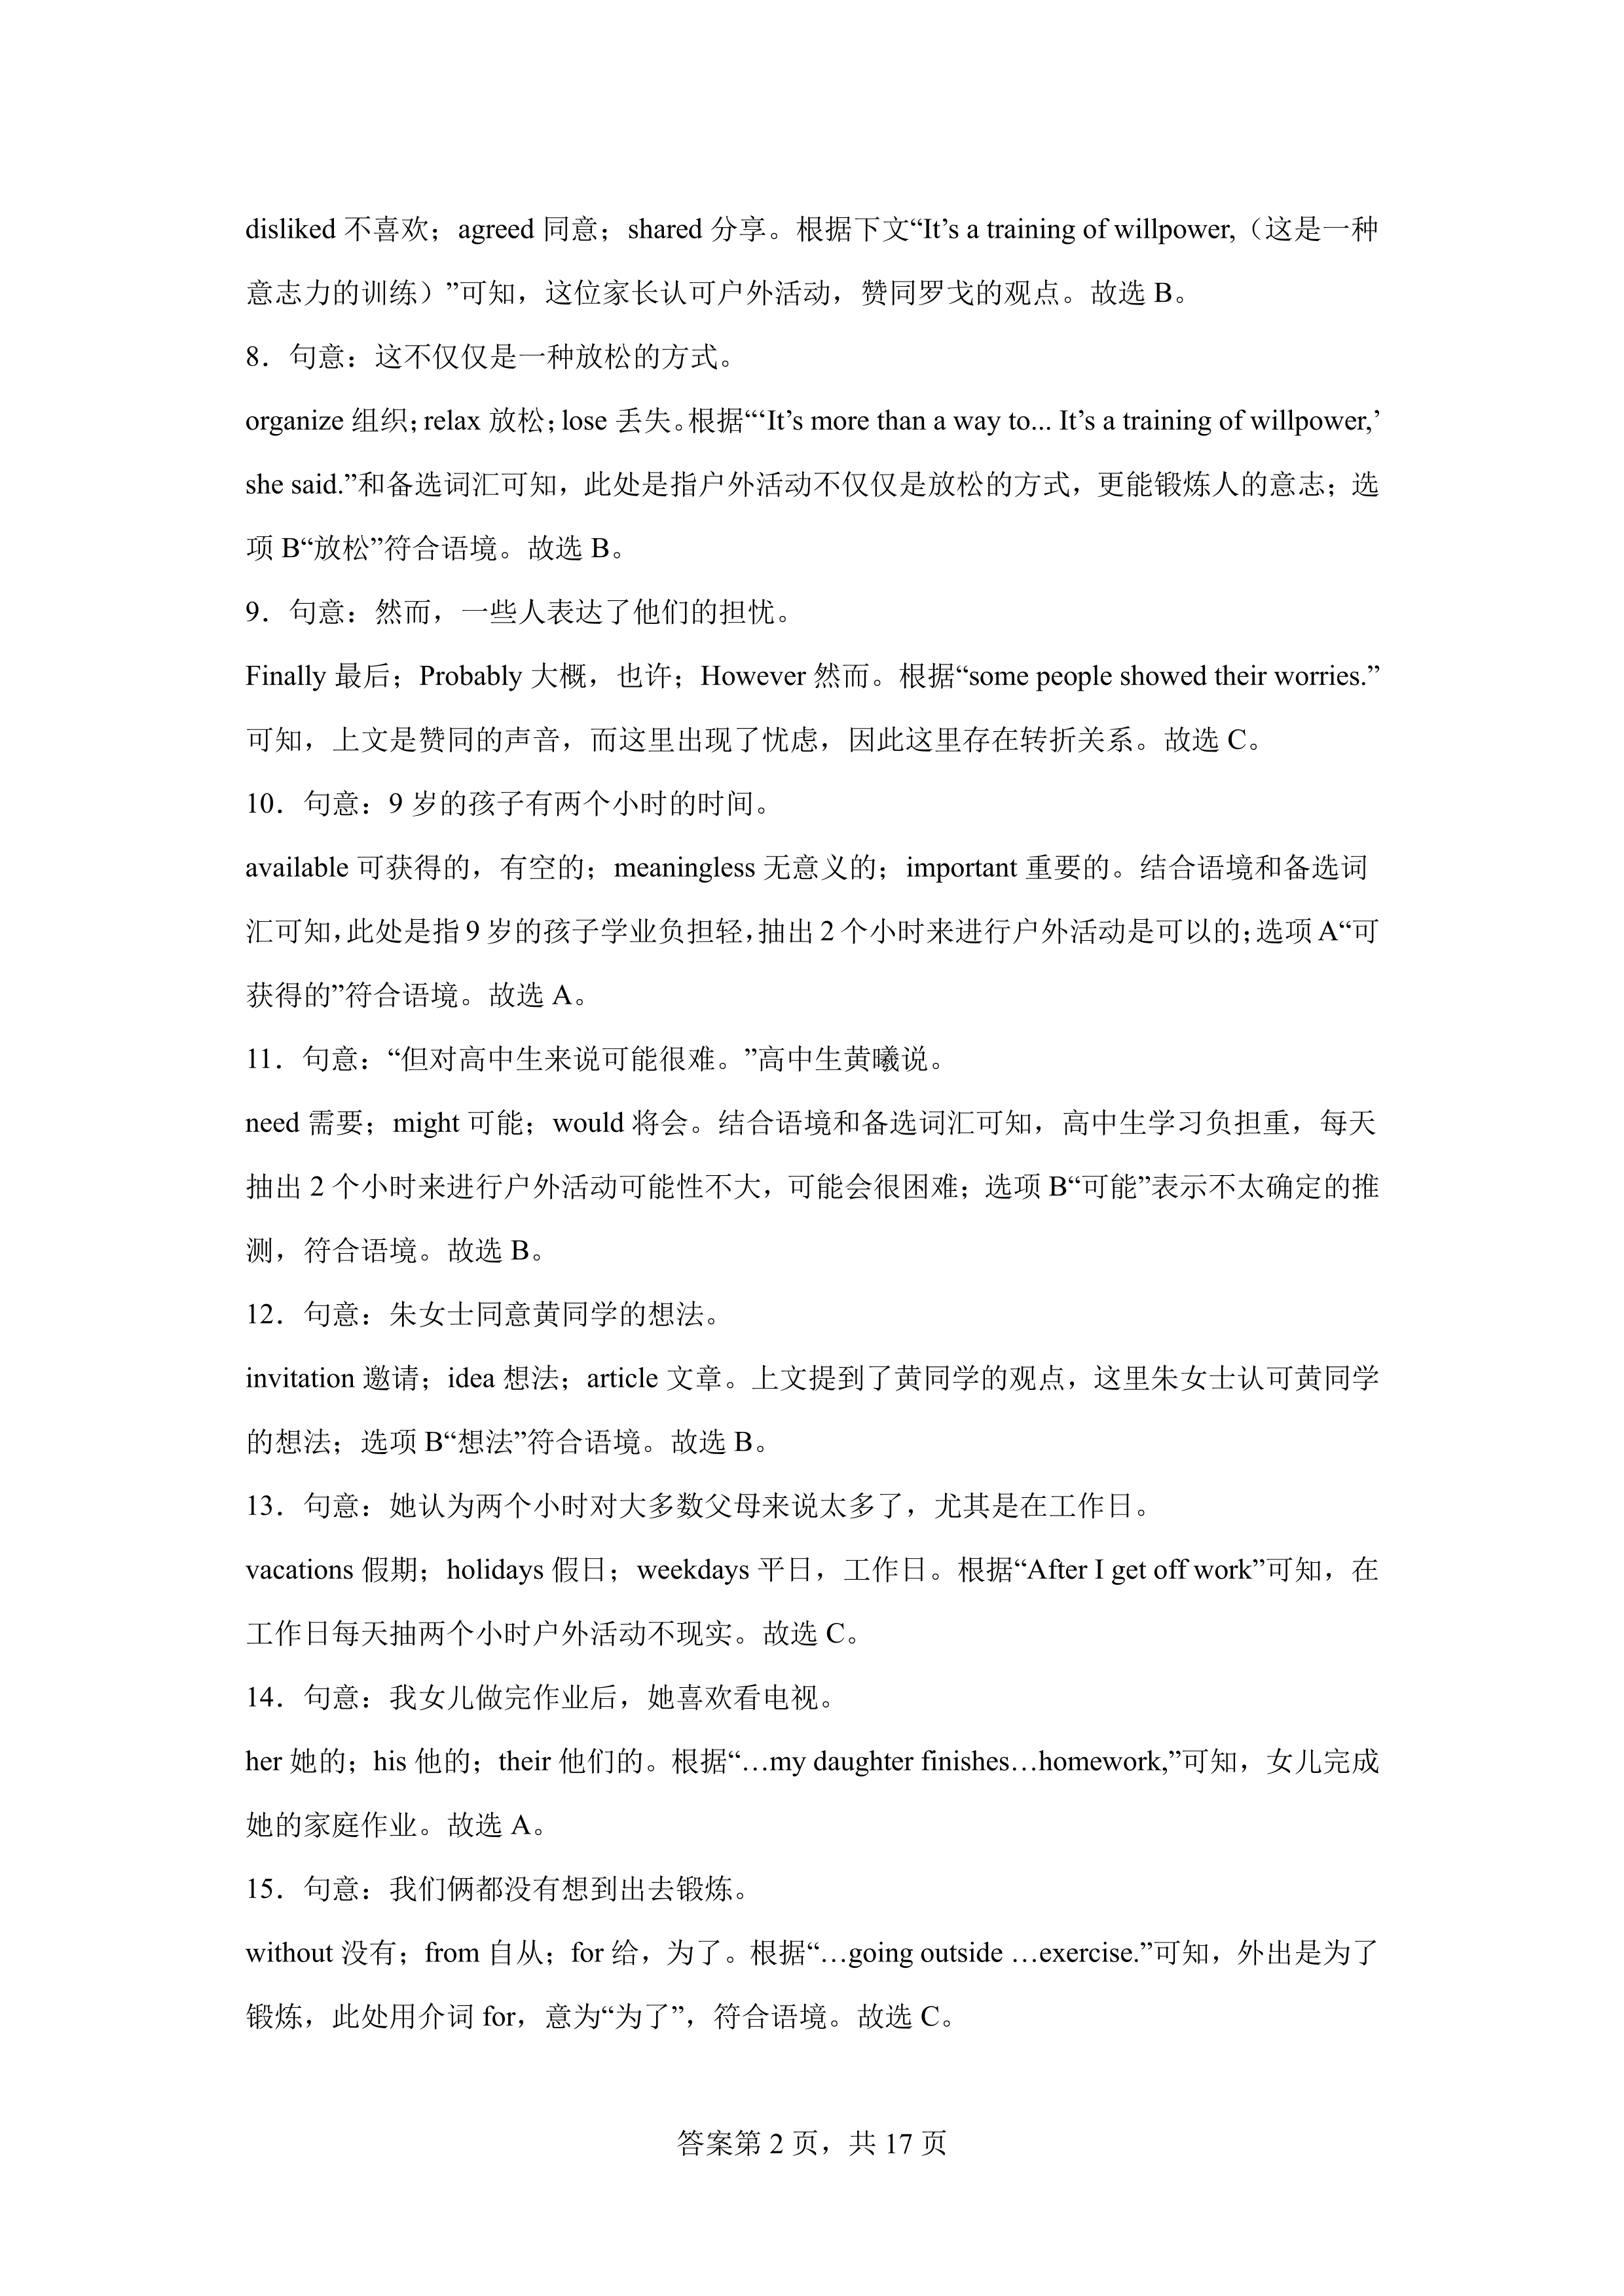 disliked 不喜欢；agreed 同意；shared 分享。根据下文“It’s a training of willpower,（这是一种
意志力的训练）”可知，这位家长认可户外活动，赞同罗戈的观点。故选 B。
8．句意：这不仅仅是一种放松的方式。
organize 组织；relax 放松；lose 丢失。根据“‘It’s more than a way to... It’s a training of willpower,’
she said.”和备选词汇可知，此处是指户外活动不仅仅是放松的方式，更能锻炼人的意志；选
项 B“放松”符合语境。故选 B。
9．句意：然而，一些人表达了他们的担忧。
Finally 最后；Probably 大概，也许；However 然而。根据“some people showed their worries.”
可知，上文是赞同的声音，而这里出现了忧虑，因此这里存在转折关系。故选 C。
10．句意：9 岁的孩子有两个小时的时间。
available 可获得的，有空的；meaningless 无意义的；important 重要的。结合语境和备选词
汇可知，此处是指 9 岁的孩子学业负担轻，抽出 2 个小时来进行户外活动是可以的；选项 A“可
获得的”符合语境。故选 A。
11．句意：“但对高中生来说可能很难。”高中生黄曦说。
need 需要；might 可能；would 将会。结合语境和备选词汇可知，高中生学习负担重，每天
抽出 2 个小时来进行户外活动可能性不大，可能会很困难；选项 B“可能”表示不太确定的推
测，符合语境。故选 B。
12．句意：朱女士同意黄同学的想法。
invitation 邀请；idea 想法；article 文章。上文提到了黄同学的观点，这里朱女士认可黄同学
的想法；选项 B“想法”符合语境。故选 B。
13．句意：她认为两个小时对大多数父母来说太多了，尤其是在工作日。
vacations 假期；holidays 假日；weekdays 平日，工作日。根据“After I get off work”可知，在
工作日每天抽两个小时户外活动不现实。故选 C。
14．句意：我女儿做完作业后，她喜欢看电视。
her 她的；his 他的；their 他们的。根据“…my daughter finishes…homework,”可知，女儿完成
她的家庭作业。故选 A。
15．句意：我们俩都没有想到出去锻炼。
without 没有；from 自从；for 给，为了。根据“…going outside …exercise.”可知，外出是为了
锻炼，此处用介词 for，意为“为了”，符合语境。故选 C。
答案第 2 页，共 17 页